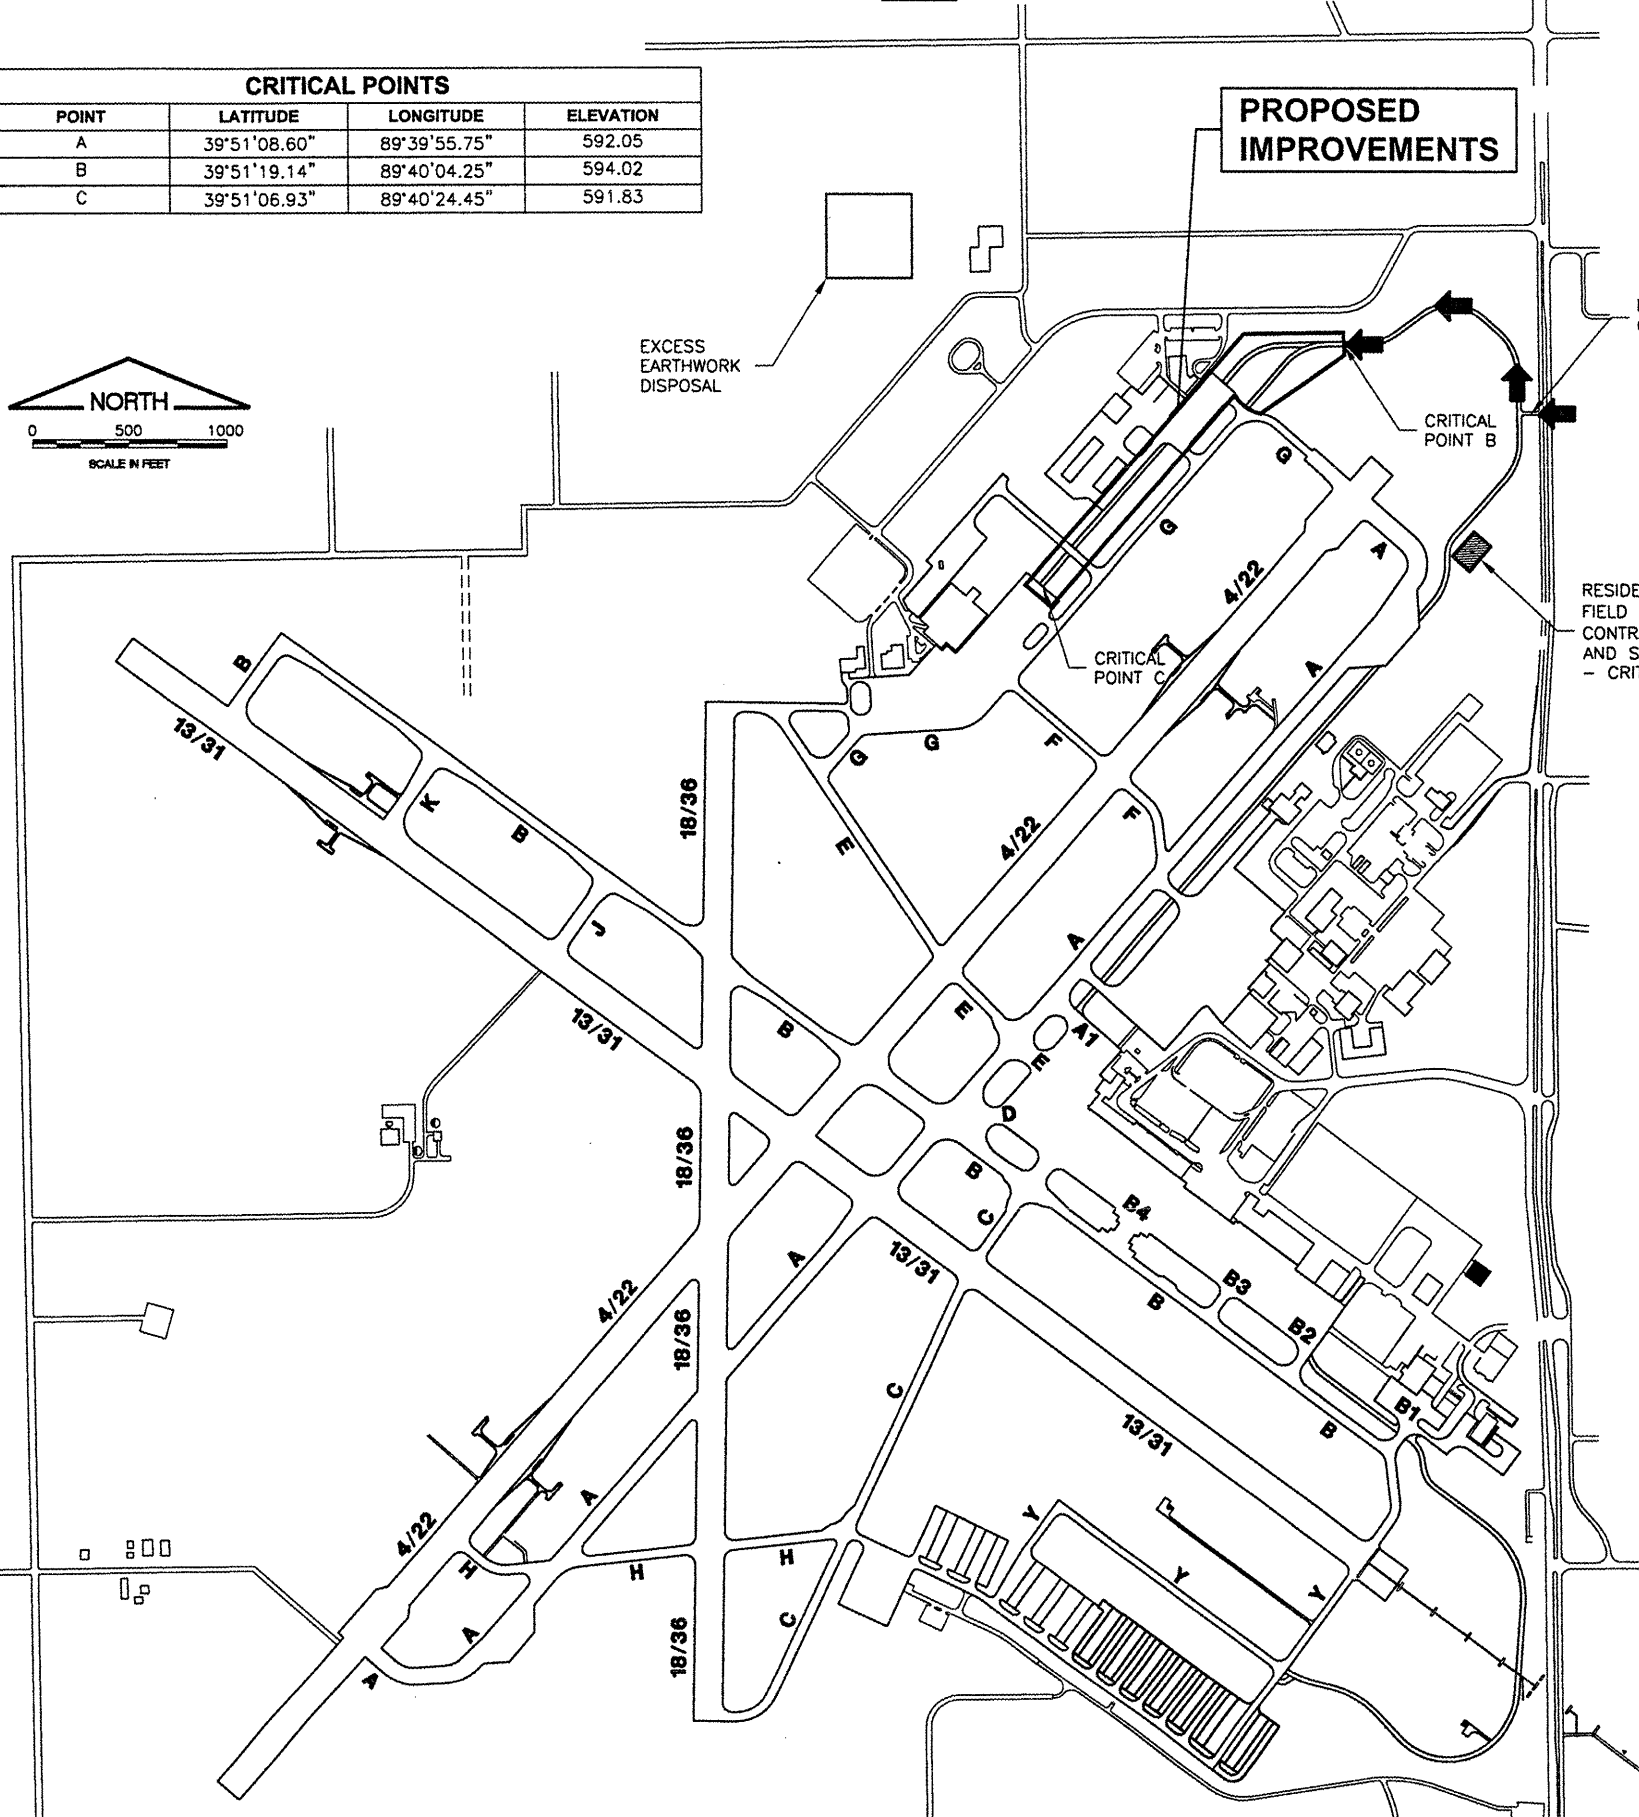 CRITICAL POINTS
POINT LATITUDE LONGITUDE ELEVATION
A 39°51'08.60" 89°39'55.75" 592.05
B 39°51'19.14" 89°40'04.25" 594.02
C 39°51'06.93" 89°40'24.45" 591.83
PROPOSED
IMPROVEMENTS
EXCESS
EARTHWORK
DISPOSAL
NORTH
0 500 1000
SCALE IN FEET
CRITICAL
POINT B
G
G
A
4/22
RESIDE
FIELD
CONTR
AND S
– CRIT
CRITICAL
POINT C
A
B
13/31
G
G
F
18/36
K
B
E
4/22
F
J
A
B
13/31
E
A1
E
D
18/36
B
C
B4
A
13/31
B3
B
B2
4/22
18/36
C
B1
B
13/31
A
4/22
H
H
H
Y
Y
Y
A
C
18/36
A